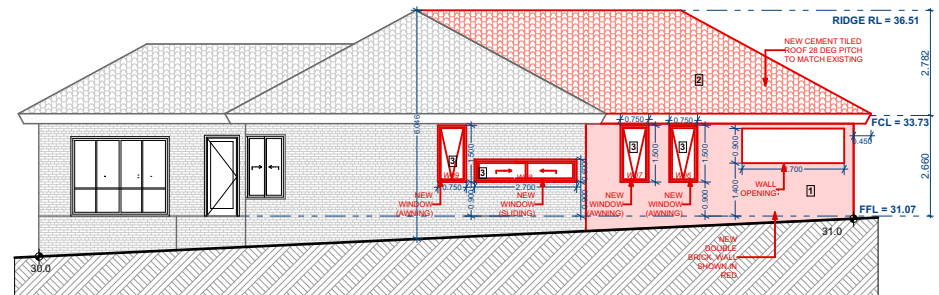 RIDGE RL = 36.51
NEW CEMENT TILED
ROOF 28 DEG PITCH
TO MATCH EXISTING
2.782
2
6.046
FCL = 33.73
0.750
0.750
0.450
3
1.500
3
2.700
3
1.500
3
1.500
0.900
2.700
2.660
0.750
0.900
0.900
0.900
1.400
1
NEW
WINDOW
(AWNING)
NEW
WINDOW
(SLIDING)
NEW
WINDOW
(AWNING)
NEW
WINDOW
(AWNING)
WALL
OPENING
FFL = 31.07
31.0
30.0
NEW
DOUBLE
BRICK WALL
SHOWN IN
RED